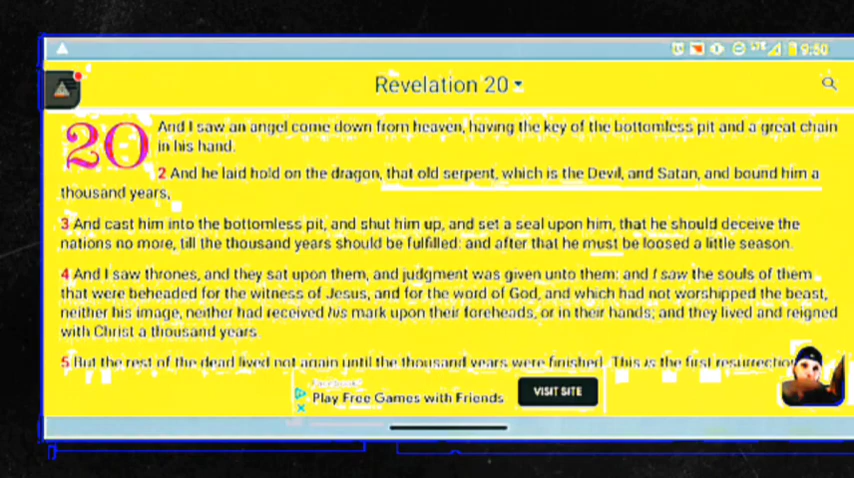 9:50
Revelation 20
20 And I saw an angel come down from heaven, having the key of the bottomless pit and a great chain
in his hand.
2 And he laid hold on the dragon, that old serpent, which is the Devil, and Satan, and bound him a
thousand years,
3 And cast him into the bottomless pit, and shut him up, and set a seal upon him, that he should deceive the
nations no more, till the thousand years should be fulfilled: and after that he must be loosed a little season.
4 And I saw thrones, and they sat upon them, and judgment was given unto them: and I saw the souls of them
that were beheaded for the witness of Jesus, and for the word of God, and which had not worshipped the beast,
neither his image, neither had received his mark upon their foreheads, or in their hands; and they lived and reigned
with Christ a thousand years.
5 But the rest of the dead lived not again until the thousand years were finished. This is the first resurrection
Play Free Games with Friends
VISIT SITE